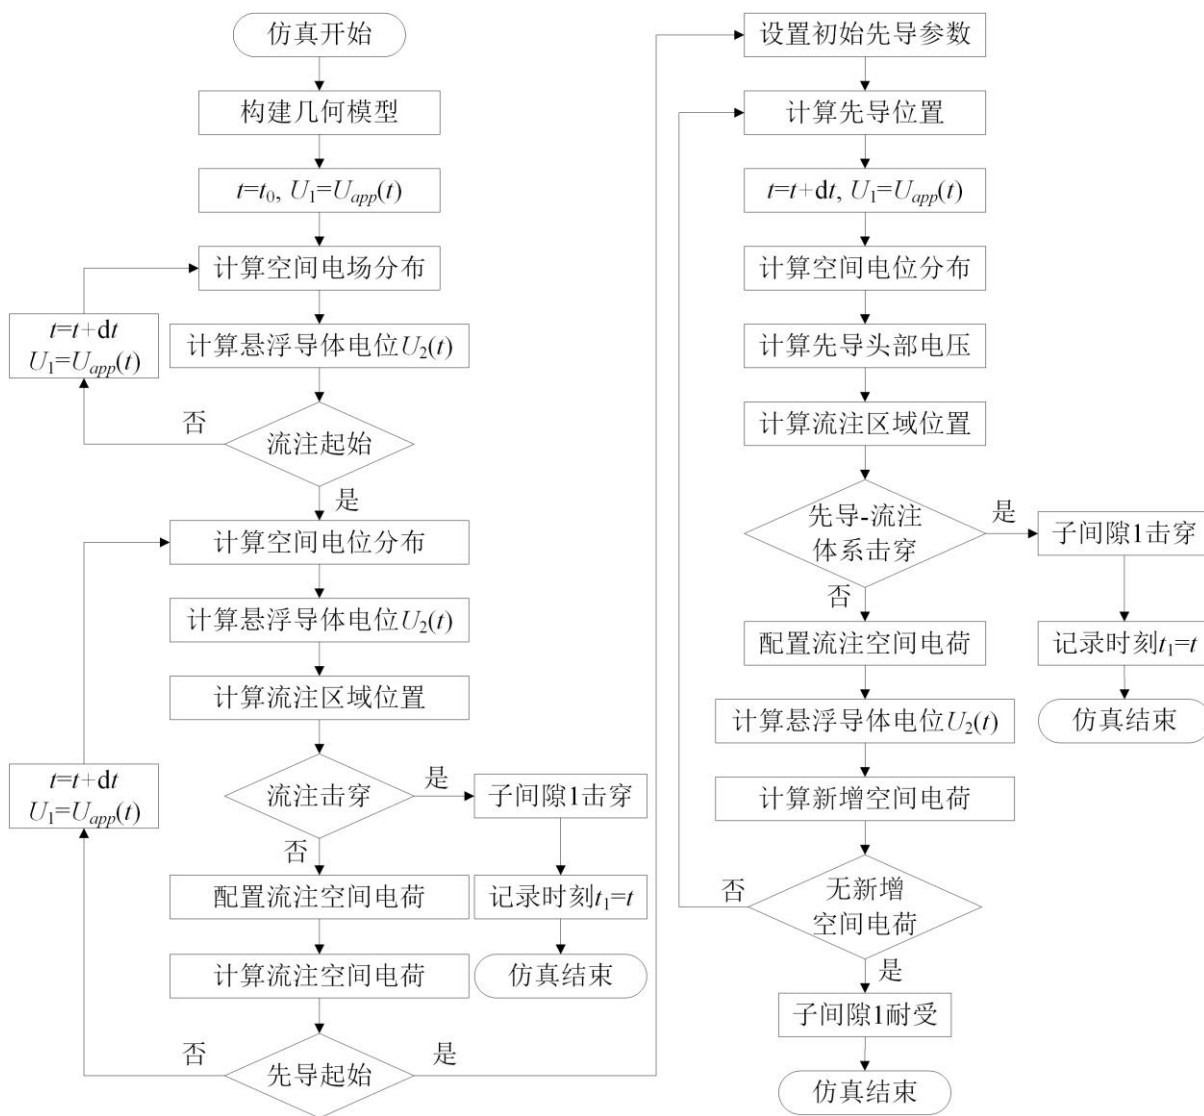 仿真开始
构建几何模型
t=t₀, U₁=Uapp(t)
计算空间电场分布
t=t+dt
U₁=Uapp(t)
计算悬浮导体电位U₂(t)
否
流注起始
是
计算空间电位分布
计算悬浮导体电位U₂(t)
计算流注区域位置
t=t+dt
U₁=Uapp(t)
流注击穿
是
子间隙1击穿
否
配置流注空间电荷
记录时刻t₁=t
计算流注空间电荷
仿真结束
否
先导起始
是
设置初始先导参数
计算先导位置
t=t+dt, U₁=Uapp(t)
计算空间电位分布
计算先导头部电压
计算流注区域位置
先导-流注
体系击穿
是
子间隙1击穿
否
配置流注空间电荷
记录时刻t₁=t
计算悬浮导体电位U₂(t)
仿真结束
计算新增空间电荷
否
无新增
空间电荷
是
子间隙1耐受
仿真结束